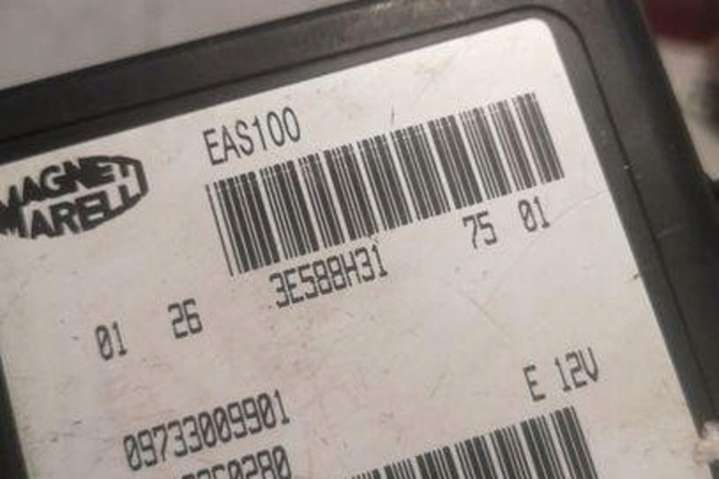 EAS100
MAGNETI
MARELLI
75 01
3E588H31
01 26
E 12V
09733009901